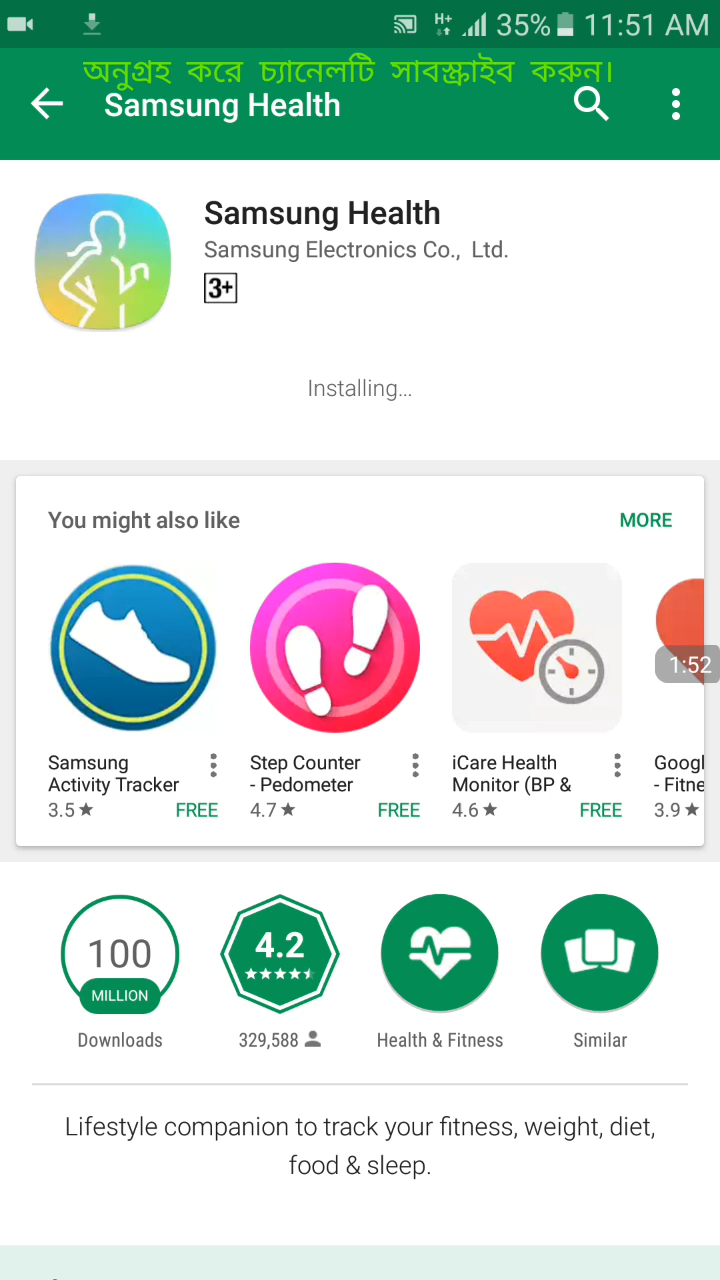 H+ 35% 11:51 AM
অনুগ্রহ করে চ্যানেলটি সাবস্ক্রাইব করুন।
Samsung Health
Samsung Health
Samsung Electronics Co., Ltd.
3+
Installing...
You might also like
MORE
1:52
Samsung
Activity Tracker
3.5★ FREE
Step Counter
- Pedometer
4.7★ FREE
iCare Health
Monitor (BP &
4.6★ FREE
Googl
- Fitne
3.9★
100
MILLION
Downloads
4.2
329,588
Health & Fitness
Similar
Lifestyle companion to track your fitness, weight, diet,
food & sleep.